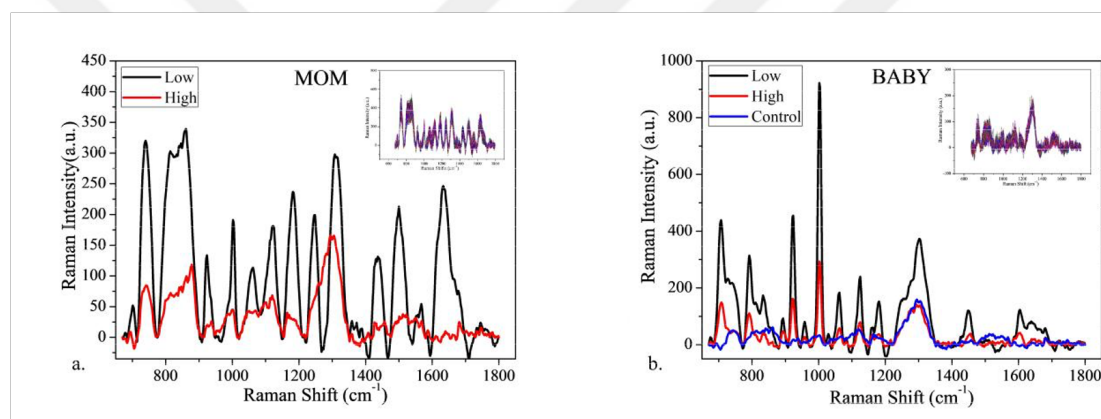 MOM
Low
High
450
400
350
300
250
200
150
100
50
0
Raman Intensity(a.u.)
800 1000 1200 1400 1600 1800
Raman Shift (cm-1)
a.
BABY
Low
High
Control
1000
800
600
400
200
0
Raman Intensity (a.u.)
800 1000 1200 1400 1600 1800
Raman Shift (cm-1)
b.